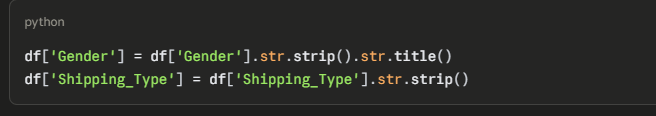 python
df['Gender'] = df['Gender'].str.strip().str.title()
df['Shipping_Type'] = df['Shipping_Type'].str.strip()